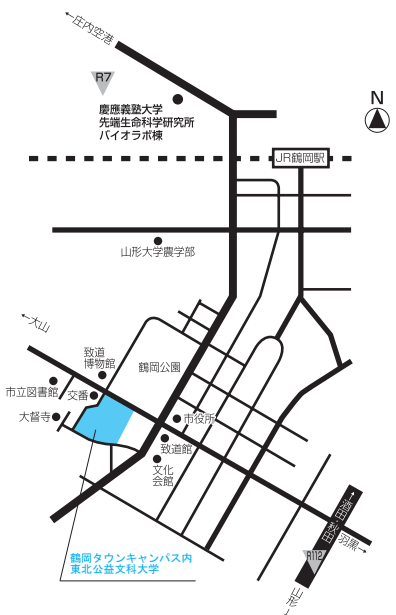 ←庄内空港
R7
慶應義塾大学
先端生命科学研究所
バイオラボ棟
N
JR鶴岡駅
山形大学農学部
←大山
致道
博物館
鶴岡公園
市立図書館
交番
大督寺
市役所
致道館
文化
会館
→酒田・秋田
羽黒→
R112
山形→
鶴岡タウンキャンパス内
東北公益文科大学